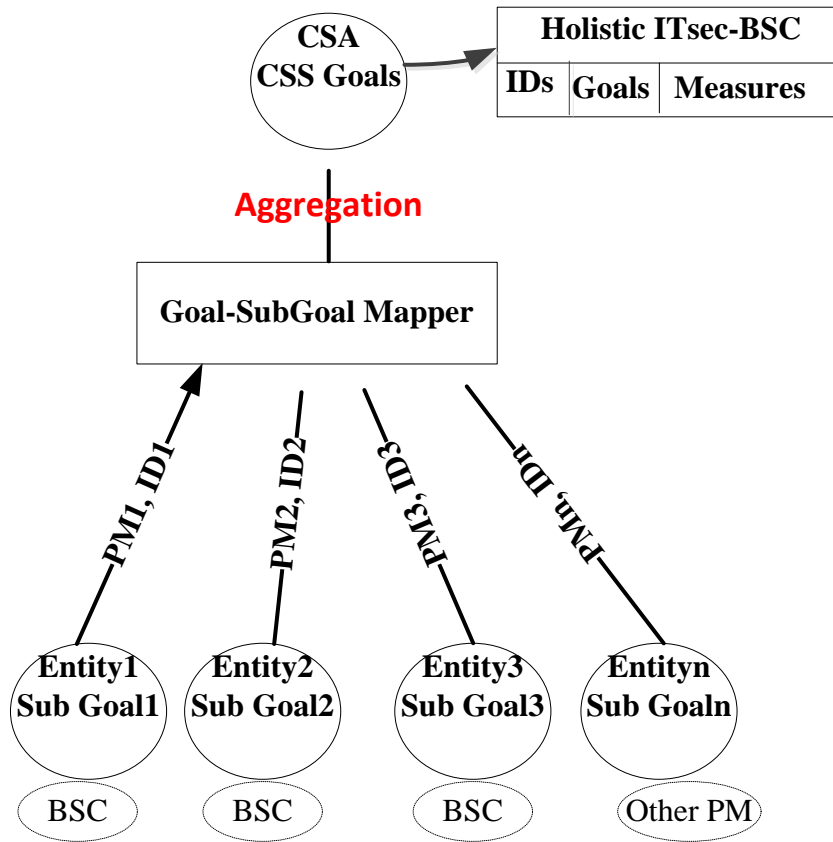 CSA
CSS Goals
Holistic ITsec-BSC
IDs Goals Measures
Aggregation
Goal-SubGoal Mapper
PM1, ID1
PM2, ID2
PM3, ID3
PMn, IDn
Entity1
Sub Goal1
Entity2
Sub Goal2
Entity3
Sub Goal3
Entityn
Sub Goaln
BSC
BSC
BSC
Other PM